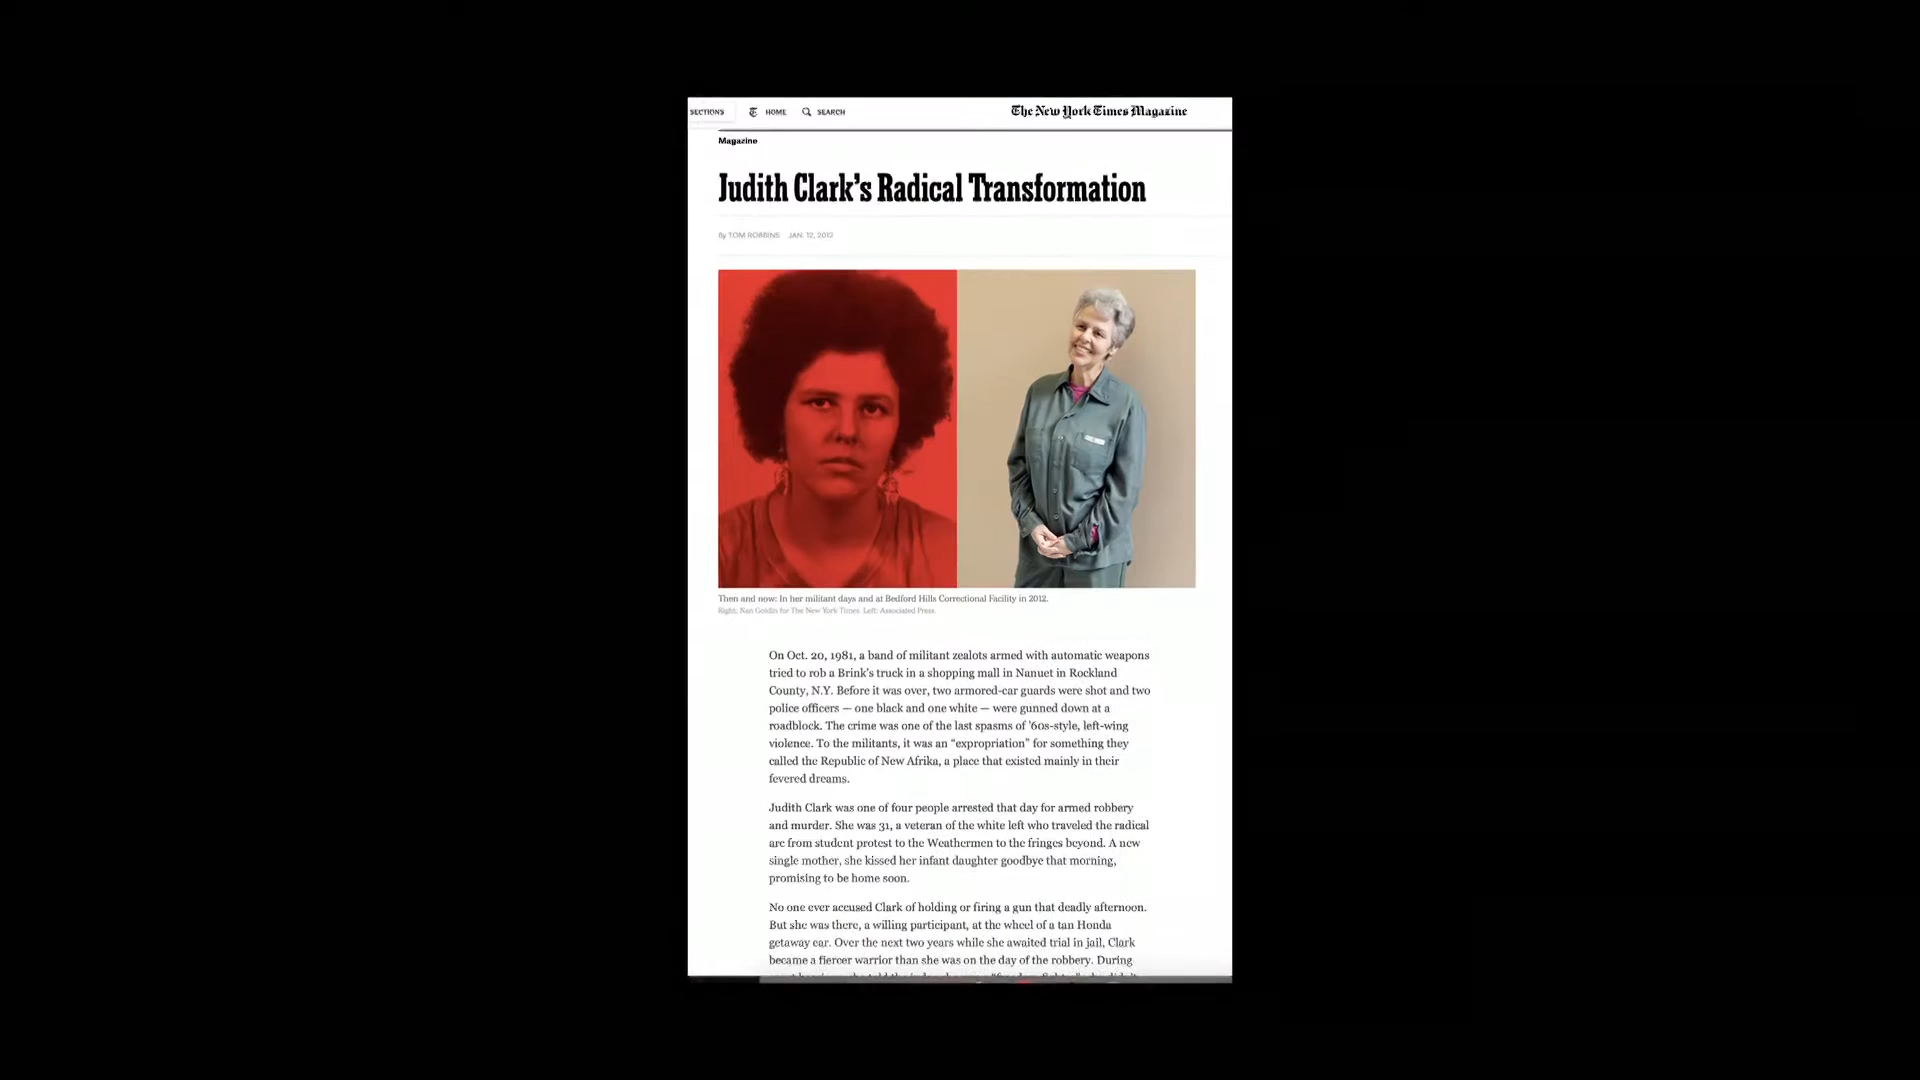 SECTIONS HOME SEARCH The New York Times Magazine
Magazine
Judith Clark's Radical Transformation
By TOM ROBBINS JAN. 12, 2012
Then and now: In her militant days and at Bedford Hills Correctional Facility in 2012.
Right: Nan Goldin for The New York Times. Left: Associated Press.
On Oct. 20, 1981, a band of militant zealots armed with automatic weapons
tried to rob a Brink's truck in a shopping mall in Nanuet in Rockland
County, N.Y. Before it was over, two armored-car guards were shot and two
police officers — one black and one white — were gunned down at a
roadblock. The crime was one of the last spasms of '60s-style, left-wing
violence. To the militants, it was an “expropriation” for something they
called the Republic of New Afrika, a place that existed mainly in their
fevered dreams.
Judith Clark was one of four people arrested that day for armed robbery
and murder. She was 31, a veteran of the white left who traveled the radical
arc from student protest to the Weathermen to the fringes beyond. A new
single mother, she kissed her infant daughter goodbye that morning,
promising to be home soon.
No one ever accused Clark of holding or firing a gun that deadly afternoon.
But she was there, a willing participant, at the wheel of a tan Honda
getaway car. Over the next two years while she awaited trial in jail, Clark
became a fiercer warrior than she was on the day of the robbery. During